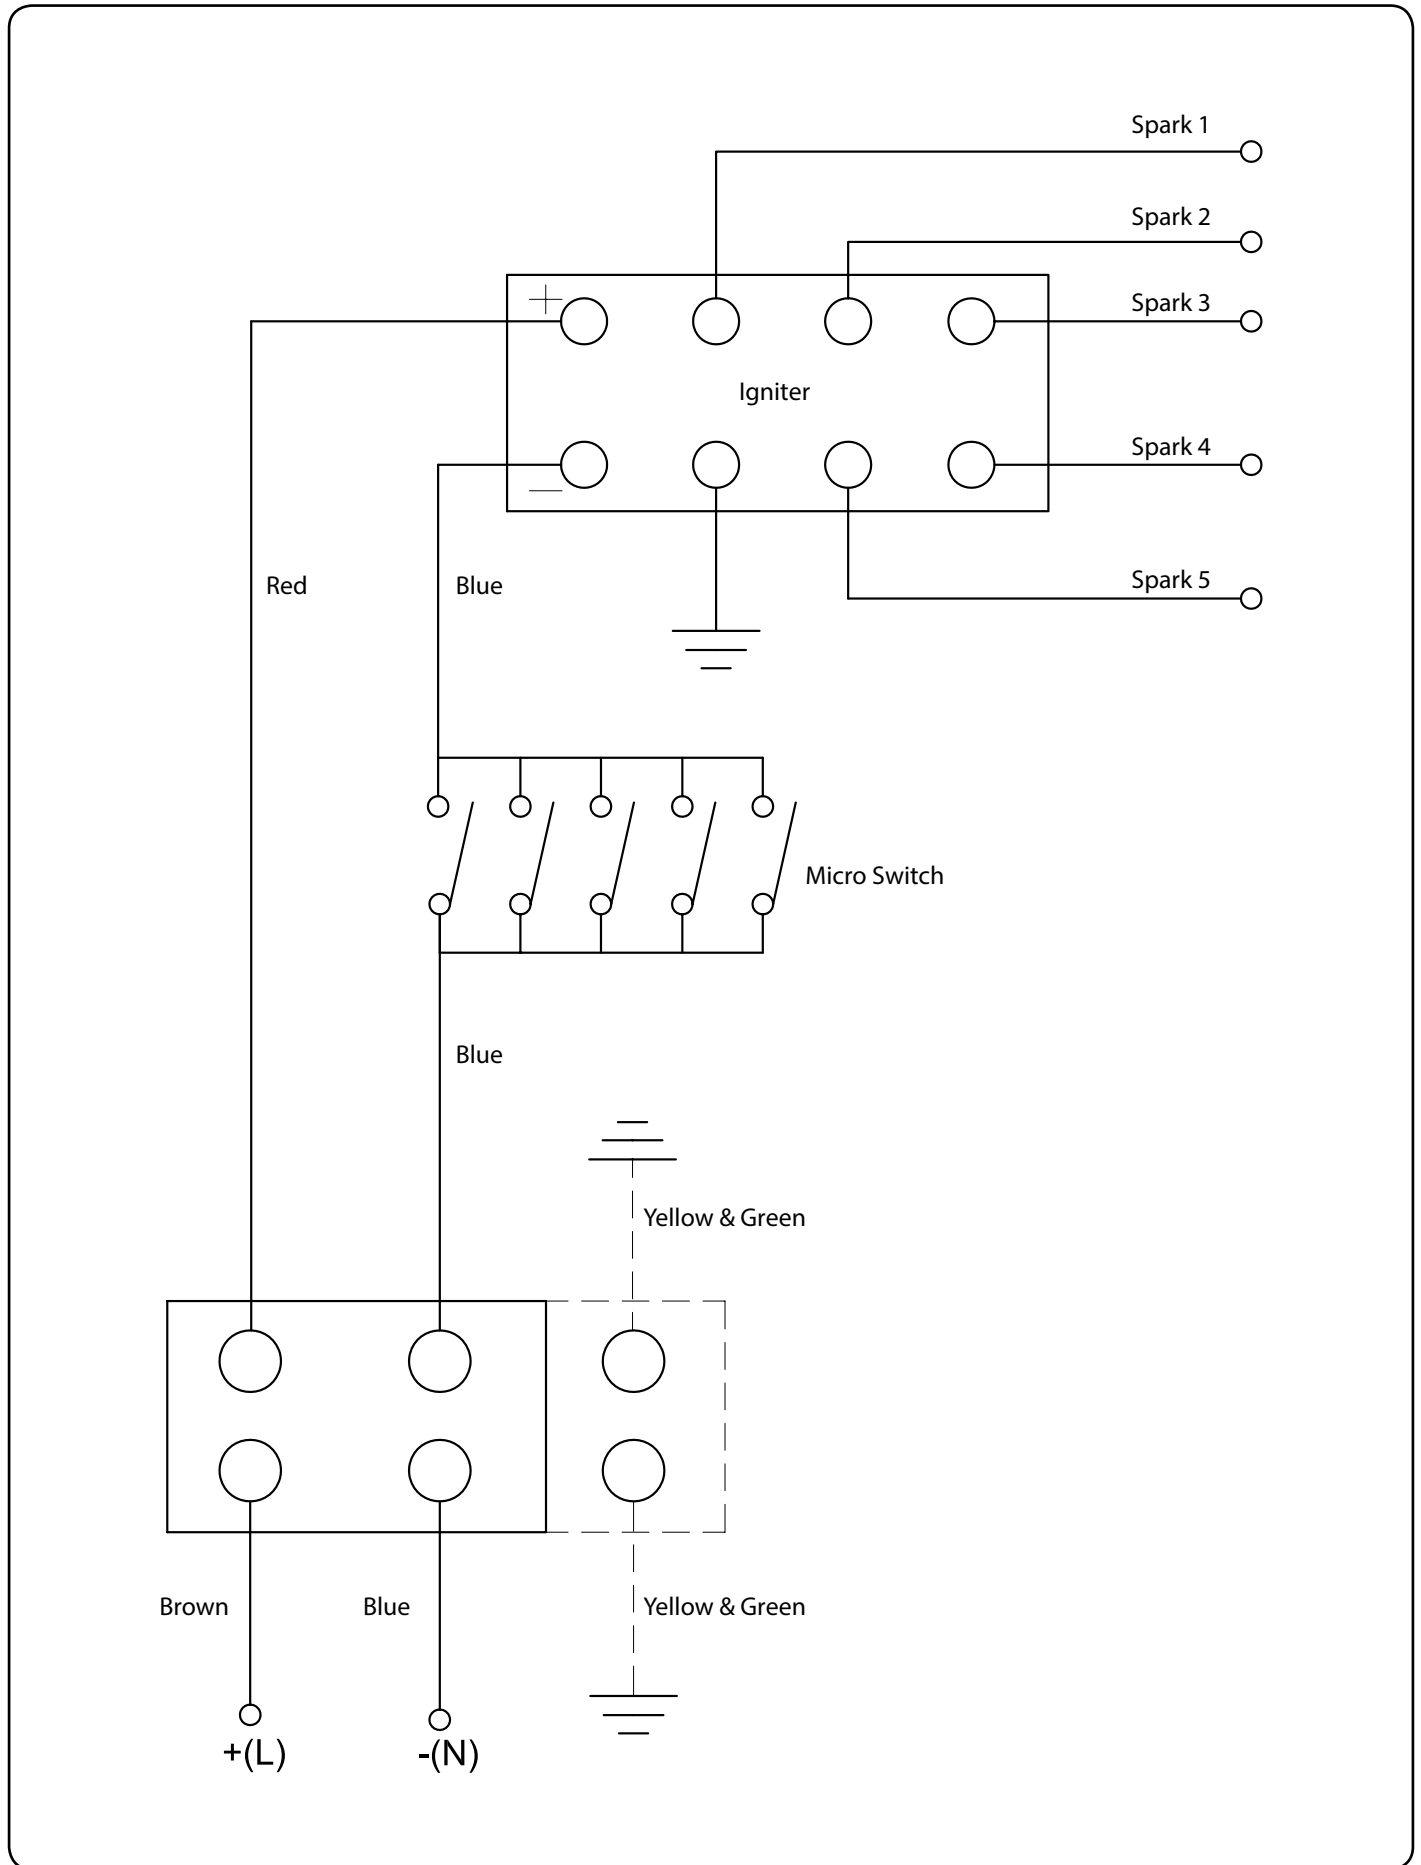 Spark 1
Spark 2
Spark 3
+
Igniter
Spark 4
—
Spark 5
Red
Blue
Micro Switch
Blue
Yellow & Green
Brown
Blue
Yellow & Green
+(L)
-(N)